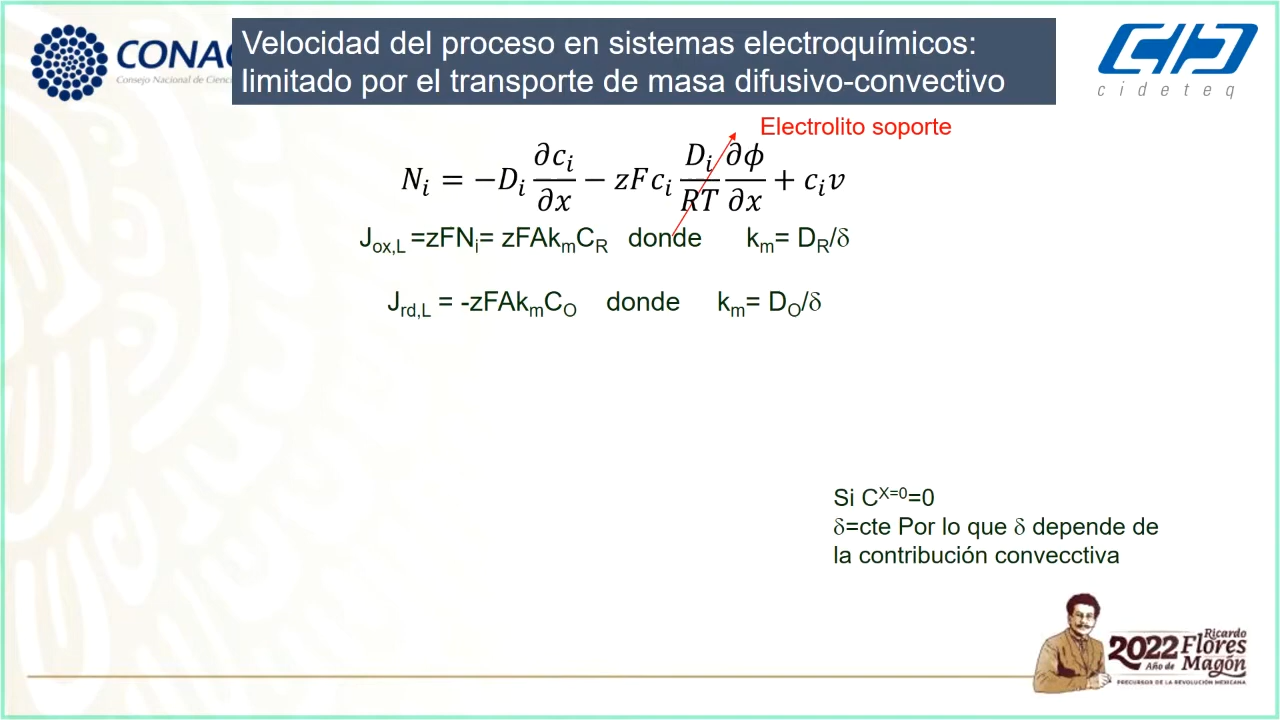 CONAC
Consejo Nacional de Cienci
Velocidad del proceso en sistemas electroquímicos:
limitado por el transporte de masa difusivo-convectivo
cideteq
Electrolito soporte
N_i = −D_i ∂c_i/∂x − zFc_i D_i/RT ∂ϕ/∂x + c_i v
J_ox,L =zFN_i= zFAk_mC_R donde k_m= D_R/δ
J_rd,L = -zFAk_mC_O donde k_m= D_O/δ
Si C^X=0=0
δ=cte Por lo que δ depende de
la contribución convecctiva
2022
Año de
Ricardo
Flores
Magón
PRECURSOR DE LA REVOLUCIÓN MEXICANA